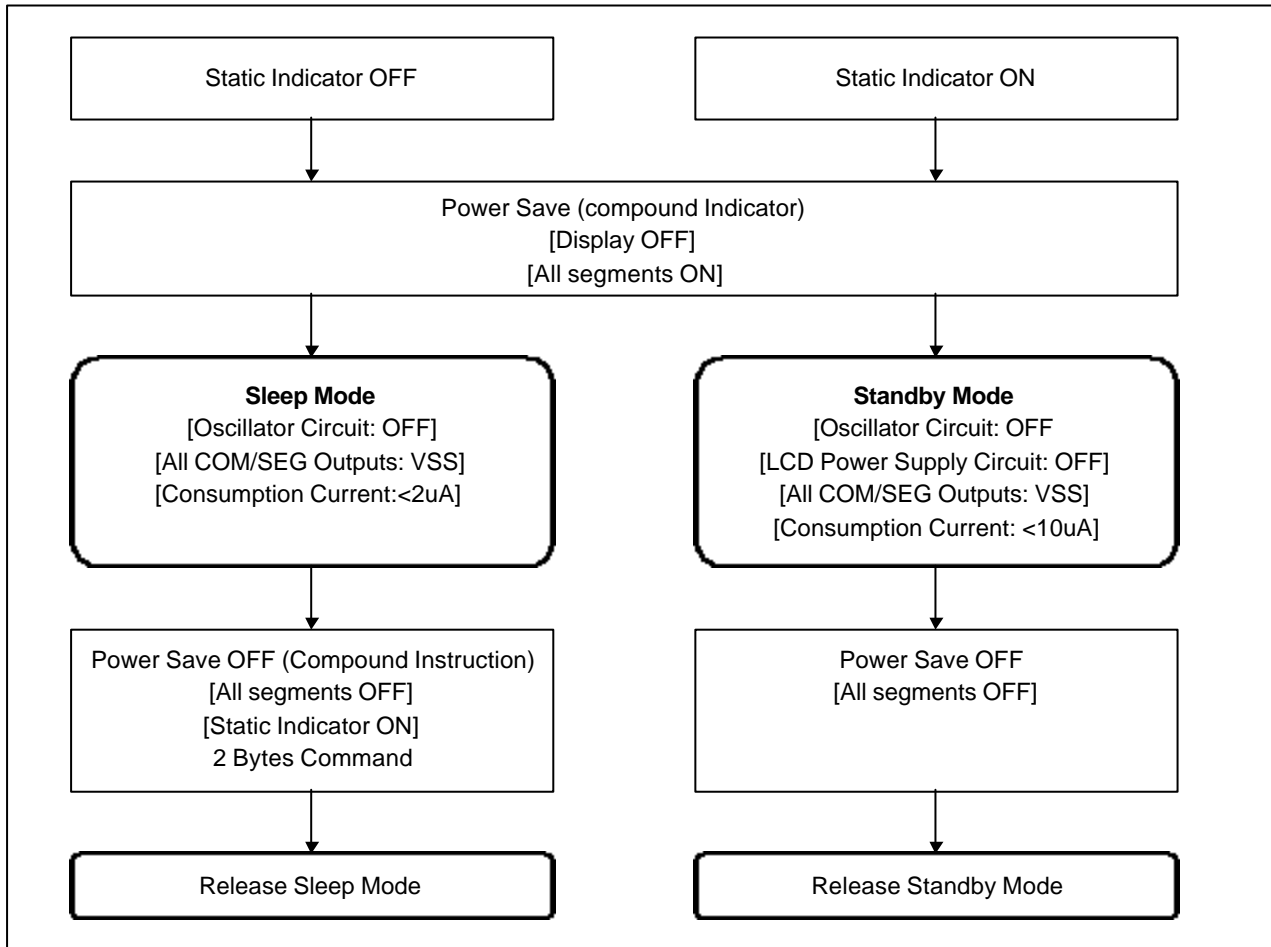 Static Indicator OFF
Static Indicator ON
Power Save (compound Indicator)
[Display OFF]
[All segments ON]
Sleep Mode
[Oscillator Circuit: OFF]
[All COM/SEG Outputs: VSS]
[Consumption Current:<2uA]
Standby Mode
[Oscillator Circuit: OFF
[LCD Power Supply Circuit: OFF]
[All COM/SEG Outputs: VSS]
[Consumption Current: <10uA]
Power Save OFF (Compound Instruction)
[All segments OFF]
[Static Indicator ON]
2 Bytes Command
Power Save OFF
[All segments OFF]
Release Sleep Mode
Release Standby Mode